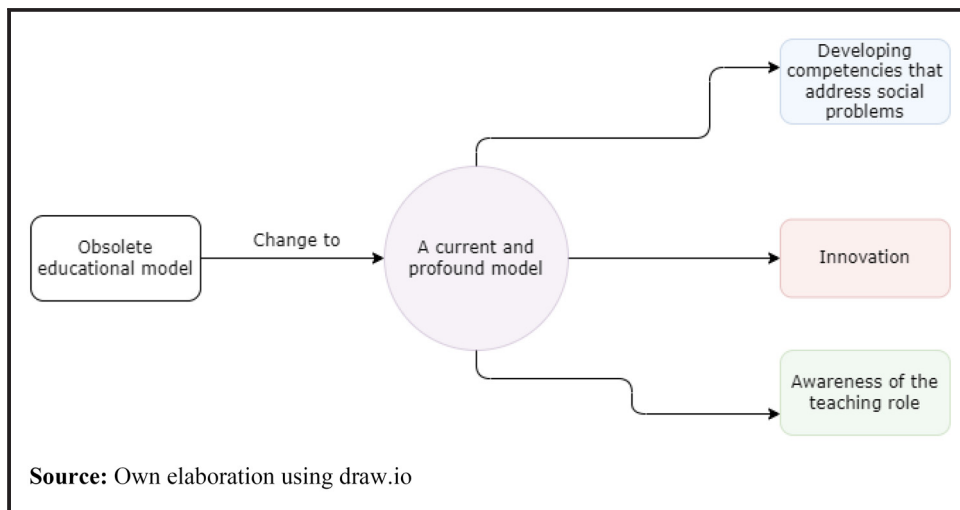 Developing
competencies that
address social
problems
Obsolete
educational model
Change to
A current and
profound model
Innovation
Awareness of the
teaching role
Source: Own elaboration using draw.io